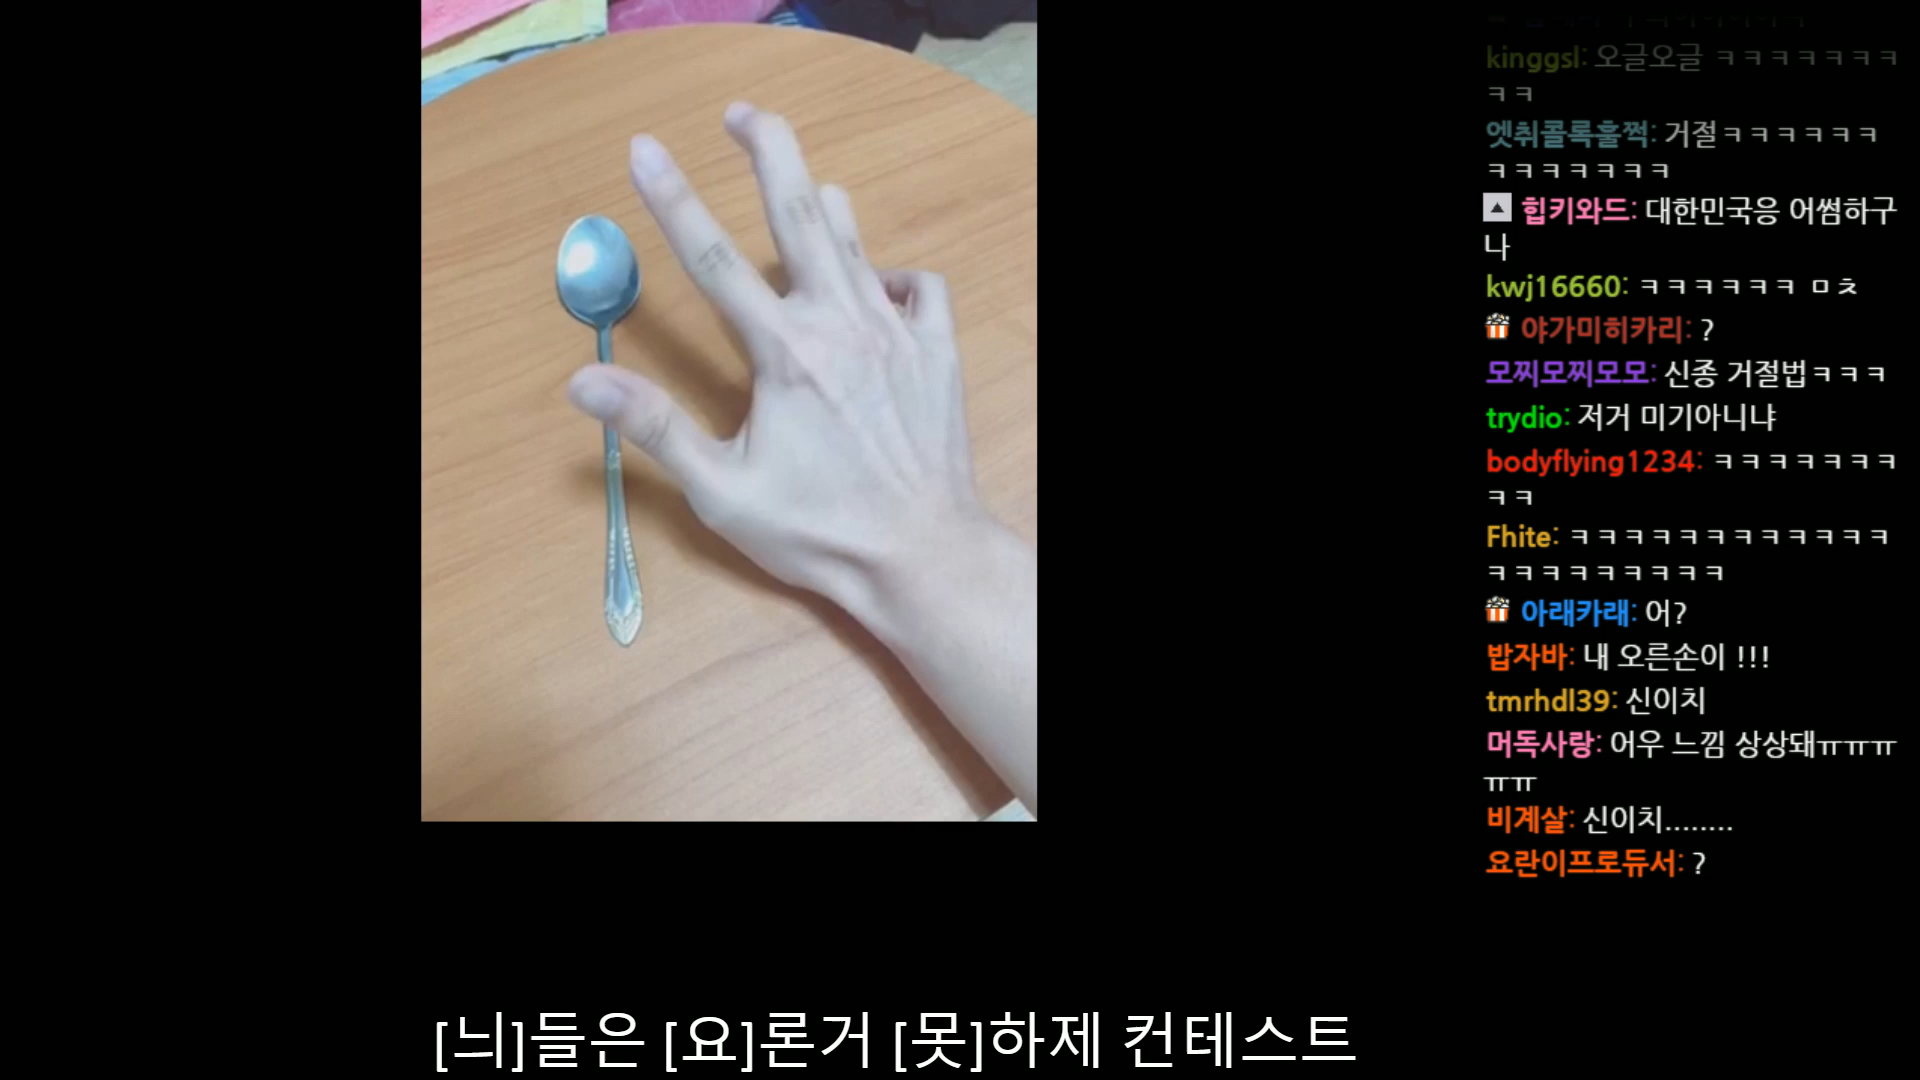 kinggsl: 오글오글 ㅋㅋㅋㅋㅋㅋㅋ
ㅋㅋ
엣취콜록훌쩍: 거절ㅋㅋㅋㅋㅋㅋ
ㅋㅋㅋㅋㅋㅋㅋ
힙키와드: 대한민국응 어썸하구
나
kwj16660: ㅋㅋㅋㅋㅋㅋ ㅁㅊ
야가미히카리: ?
모찌모찌모모: 신종 거절법ㅋㅋㅋ
trydio: 저거 미기아니냐
bodyflying1234: ㅋㅋㅋㅋㅋㅋㅋ
ㅋㅋ
Fhite: ㅋㅋㅋㅋㅋㅋㅋㅋㅋㅋㅋㅋ
ㅋㅋㅋㅋㅋㅋㅋㅋㅋ
아래카래: 어?
밥자바: 내 오른손이 !!!
tmrhdl39: 신이치
머독사랑: 어우 느낌 상상돼ㅠㅠㅠ
ㅠㅠ
비계살: 신이치........
요란이프로듀서: ?
[늬]들은 [요]론거 [못]하제 컨테스트